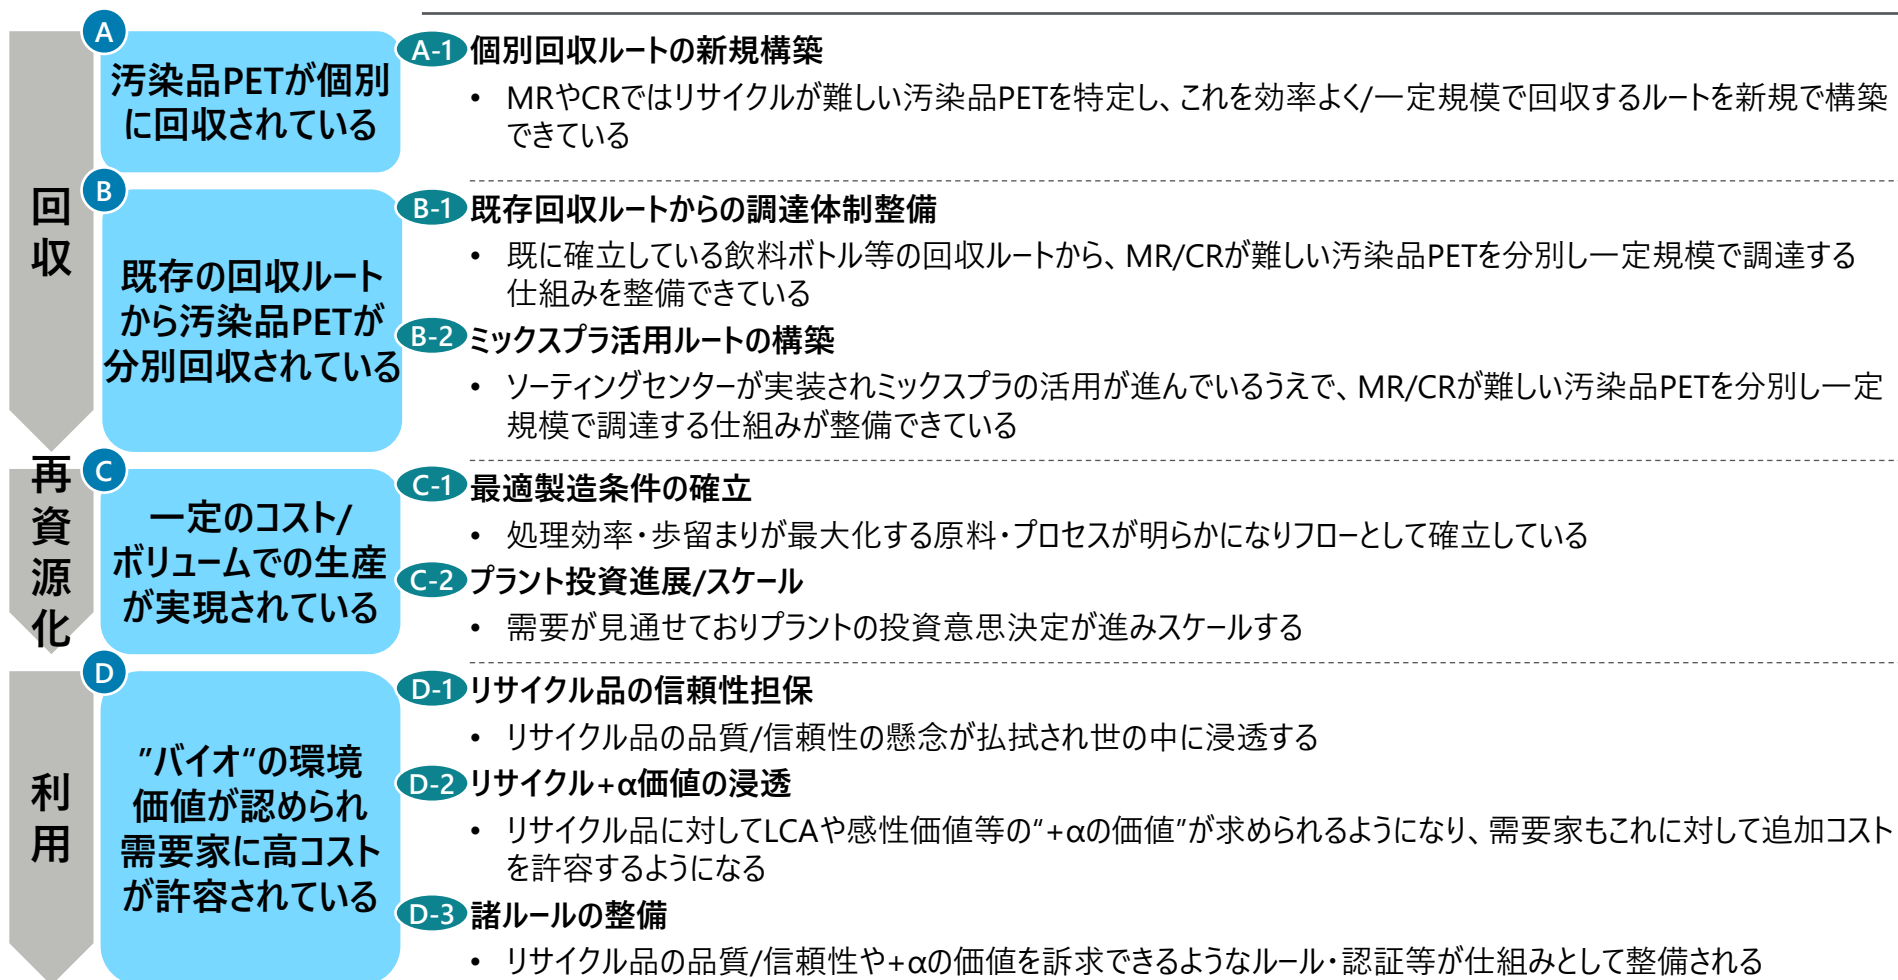 回収
A
汚染品PETが個別
に回収されている
A-1 個別回収ルートの新規構築
• MRやCRではリサイクルが難しい汚染品PETを特定し、これを効率よく/一定規模で回収するルートを新規で構築
できている
B
既存の回収ルート
から汚染品PETが
分別回収されている
B-1 既存回収ルートからの調達体制整備
• 既に確立している飲料ボトル等の回収ルートから、MR/CRが難しい汚染品PETを分別し一定規模で調達する
仕組みを整備できている
B-2 ミックスプラ活用ルートの構築
• ソーティングセンターが実装されミックスプラの活用が進んでいるうえで、MR/CRが難しい汚染品PETを分別し一定
規模で調達する仕組みが整備できている
再資源化
C
一定のコスト/
ボリュームでの生産
が実現されている
C-1 最適製造条件の確立
• 処理効率・歩留まりが最大化する原料・プロセスが明らかになりフローとして確立している
C-2 プラント投資進展/スケール
• 需要が見通せておりプラントの投資意思決定が進みスケールする
利用
D
”バイオ“の環境
価値が認められ
需要家に高コスト
が許容されている
D-1 リサイクル品の信頼性担保
• リサイクル品の品質/信頼性の懸念が払拭され世の中に浸透する
D-2 リサイクル+α価値の浸透
• リサイクル品に対してLCAや感性価値等の“+αの価値”が求められるようになり、需要家もこれに対して追加コスト
を許容するようになる
D-3 諸ルールの整備
• リサイクル品の品質/信頼性や+αの価値を訴求できるようなルール・認証等が仕組みとして整備される